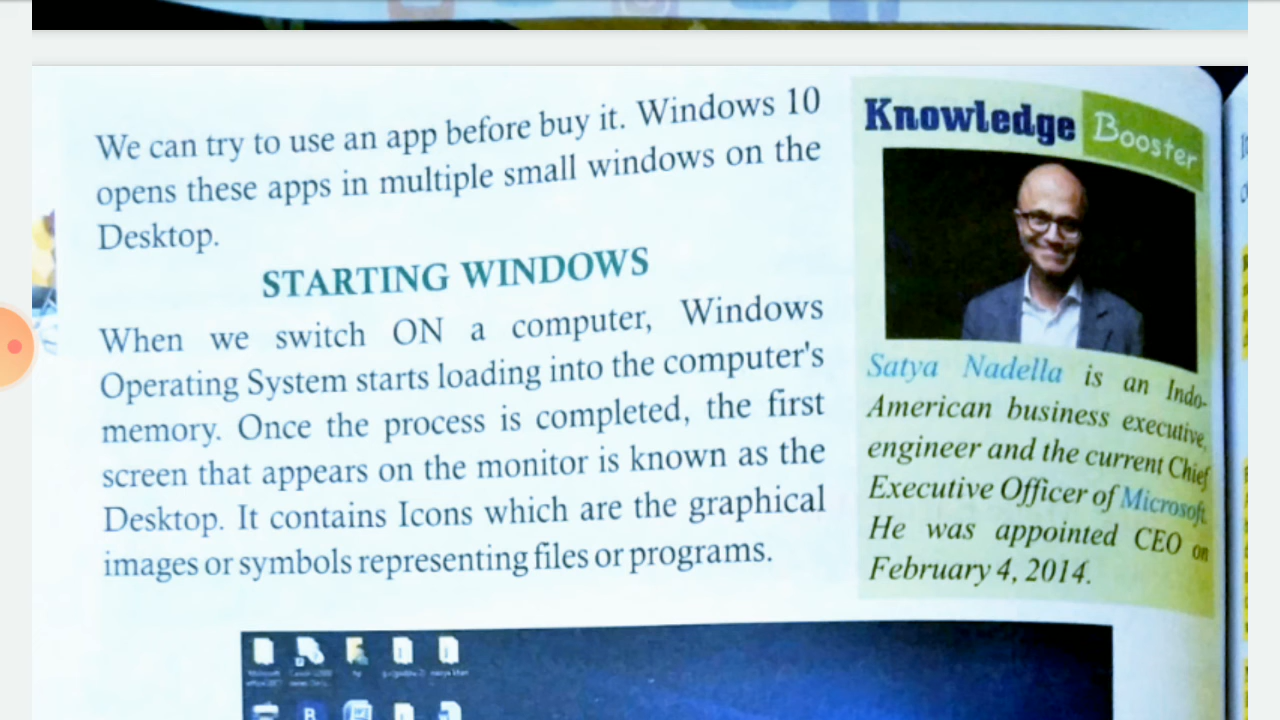 We can try to use an app before buy it. Windows 10
opens these apps in multiple small windows on the
Desktop.
STARTING WINDOWS
When we switch ON a computer, Windows
Operating System starts loading into the computer's
memory. Once the process is completed, the first
screen that appears on the monitor is known as the
Desktop. It contains Icons which are the graphical
images or symbols representing files or programs.
Knowledge Booster
Satya Nadella is an Indo-
American business executive,
engineer and the current Chief
Executive Officer of Microsoft.
He was appointed CEO on
February 4, 2014.